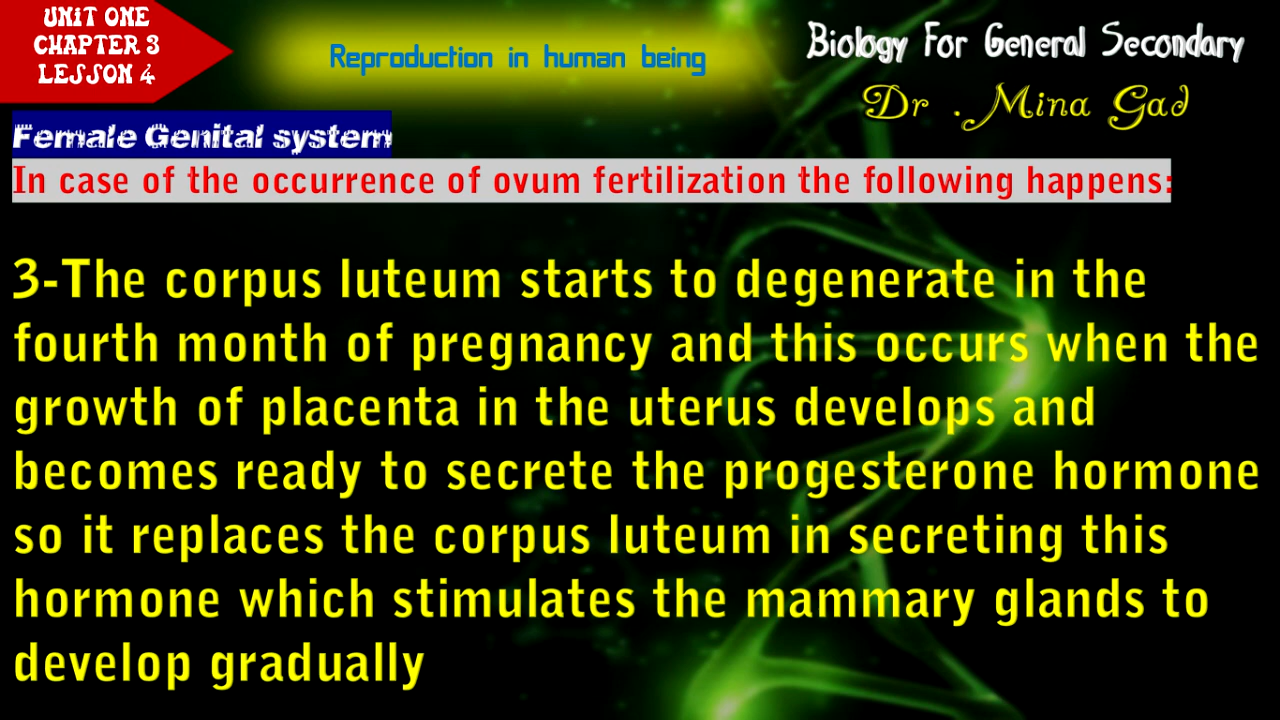 UNIT ONE
CHAPTER 3
LESSON 4
Reproduction in human being
Biology For General Secondary
Dr .Mina Gad
Female Genital system
In case of the occurrence of ovum fertilization the following happens:
3-The corpus luteum starts to degenerate in the
fourth month of pregnancy and this occurs when the
growth of placenta in the uterus develops and
becomes ready to secrete the progesterone hormone
so it replaces the corpus luteum in secreting this
hormone which stimulates the mammary glands to
develop gradually